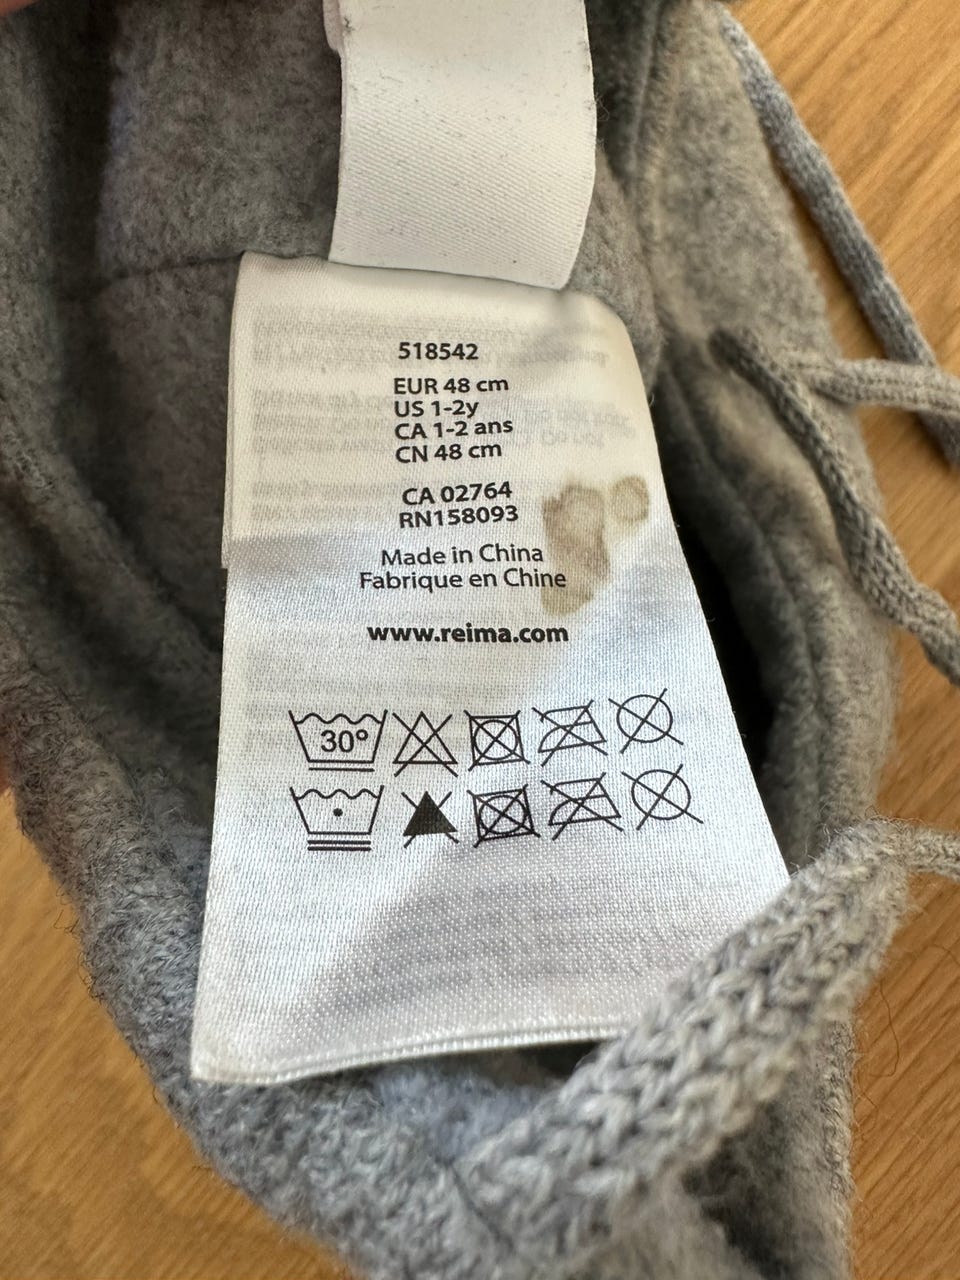 518542
EUR 48 cm
US 1-2y
CA 1-2 ans
CN 48 cm
CA 02764
RN158093
Made in China
Fabrique en Chine
www.reima.com
30°